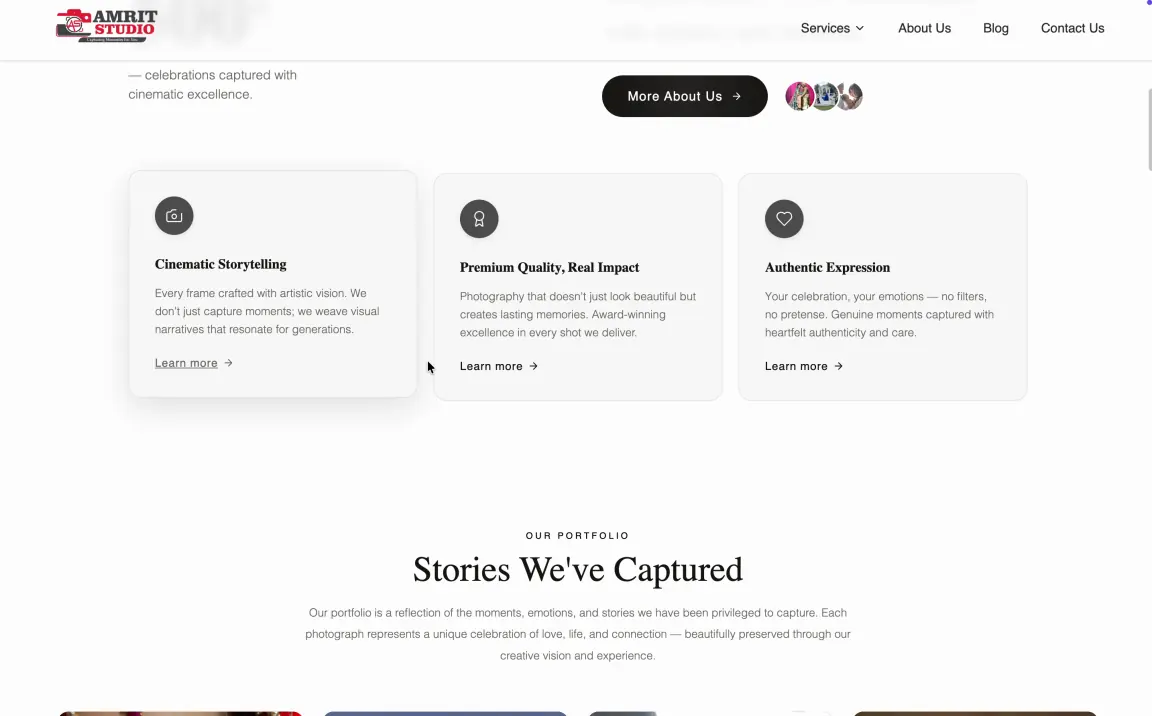 AMRIT
STUDIO
Capturing Moments for You
Services
About Us
Blog
Contact Us
— celebrations captured with
cinematic excellence.
More About Us
Cinematic Storytelling
Every frame crafted with artistic vision. We
don't just capture moments; we weave visual
narratives that resonate for generations.
Learn more
Premium Quality, Real Impact
Photography that doesn't just look beautiful but
creates lasting memories. Award-winning
excellence in every shot we deliver.
Learn more
Authentic Expression
Your celebration, your emotions — no filters,
no pretense. Genuine moments captured with
heartfelt authenticity and care.
Learn more
OUR PORTFOLIO
Stories We've Captured
Our portfolio is a reflection of the moments, emotions, and stories we have been privileged to capture. Each
photograph represents a unique celebration of love, life, and connection — beautifully preserved through our
creative vision and experience.